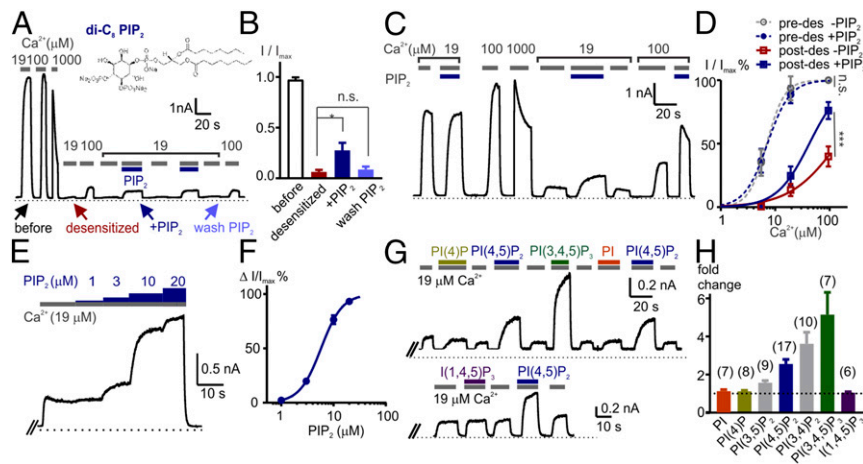 A
di-C8 PIP2
Ca2+(μM)
19 100 1000
1nA
20 s
19 100
19
100
PIP2
before
desensitized
+PIP2
wash PIP2
B
I / Imax
n.s.
*
1.0
0.5
0.0
before
desensitized
+PIP2
wash PIP2
C
Ca2+(μM)
19
100 1000
19
100
PIP2
1 nA
20 s
D
pre-des -PIP2
pre-des +PIP2
post-des -PIP2
post-des +PIP2
I / Imax %
100
50
0
n.s.
***
1
10
100
Ca2+(μM)
E
PIP2(μM)
1
3
10
20
Ca2+ (19 μM)
0.5 nA
10 s
F
Δ I/Imax %
100
50
0
1
10
PIP2 (μM)
G
PI(4)P
PI(4,5)P2
PI(3,4,5)P3
PI
PI(4,5)P2
19 μM Ca2+
0.2 nA
20 s
I(1,4,5)P3
PI(4,5)P2
19 μM Ca2+
0.2 nA
10 s
H
fold
change
6
4
2
0
(7)
(8)
(9)
(17)
(10)
(7)
(6)
PI
PI(4)P
PI(3,5)P2
PI(4,5)P2
PI(3,4)P2
PI(3,4,5)P3
I(1,4,5)P3